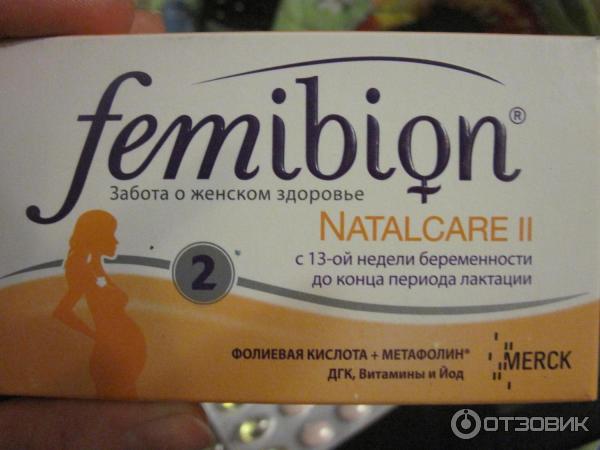 femibion®
Забота о женском здоровье
NATALCARE II
с 13-ой недели беременности
до конца периода лактации
2
ФОЛИЕВАЯ КИСЛОТА + МЕТАФОЛИН®
ДГК, Витамины и Йод
MERCK
ОТЗОВИК